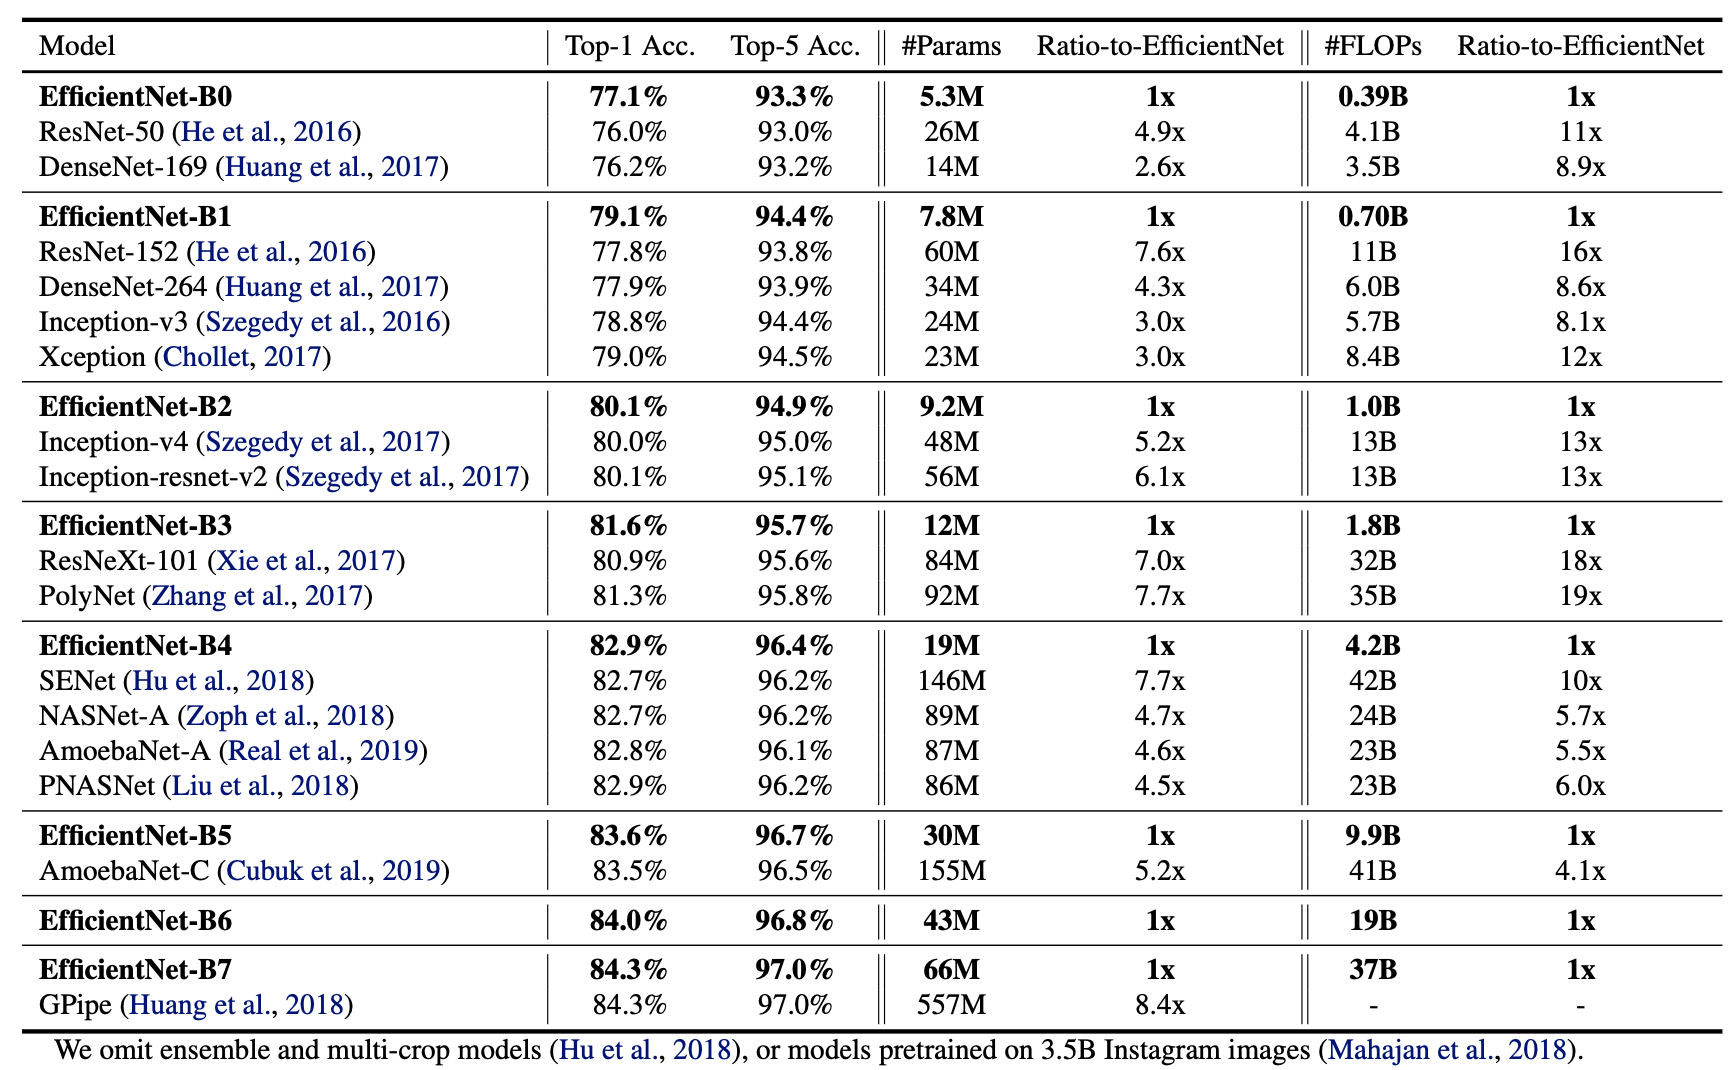 Model Top-1 Acc. Top-5 Acc. #Params Ratio-to-EfficientNet #FLOPs Ratio-to-EfficientNet
EfficientNet-B0 77.1% 93.3% 5.3M 1x 0.39B 1x
ResNet-50 (He et al., 2016) 76.0% 93.0% 26M 4.9x 4.1B 11x
DenseNet-169 (Huang et al., 2017) 76.2% 93.2% 14M 2.6x 3.5B 8.9x
EfficientNet-B1 79.1% 94.4% 7.8M 1x 0.70B 1x
ResNet-152 (He et al., 2016) 77.8% 93.8% 60M 7.6x 11B 16x
DenseNet-264 (Huang et al., 2017) 77.9% 93.9% 34M 4.3x 6.0B 8.6x
Inception-v3 (Szegedy et al., 2016) 78.8% 94.4% 24M 3.0x 5.7B 8.1x
Xception (Chollet, 2017) 79.0% 94.5% 23M 3.0x 8.4B 12x
EfficientNet-B2 80.1% 94.9% 9.2M 1x 1.0B 1x
Inception-v4 (Szegedy et al., 2017) 80.0% 95.0% 48M 5.2x 13B 13x
Inception-resnet-v2 (Szegedy et al., 2017) 80.1% 95.1% 56M 6.1x 13B 13x
EfficientNet-B3 81.6% 95.7% 12M 1x 1.8B 1x
ResNeXt-101 (Xie et al., 2017) 80.9% 95.6% 84M 7.0x 32B 18x
PolyNet (Zhang et al., 2017) 81.3% 95.8% 92M 7.7x 35B 19x
EfficientNet-B4 82.9% 96.4% 19M 1x 4.2B 1x
SENet (Hu et al., 2018) 82.7% 96.2% 146M 7.7x 42B 10x
NASNet-A (Zoph et al., 2018) 82.7% 96.2% 89M 4.7x 24B 5.7x
AmoebaNet-A (Real et al., 2019) 82.8% 96.1% 87M 4.6x 23B 5.5x
PNASNet (Liu et al., 2018) 82.9% 96.2% 86M 4.5x 23B 6.0x
EfficientNet-B5 83.6% 96.7% 30M 1x 9.9B 1x
AmoebaNet-C (Cubuk et al., 2019) 83.5% 96.5% 155M 5.2x 41B 4.1x
EfficientNet-B6 84.0% 96.8% 43M 1x 19B 1x
EfficientNet-B7 84.3% 97.0% 66M 1x 37B 1x
GPipe (Huang et al., 2018) 84.3% 97.0% 557M 8.4x - -
We omit ensemble and multi-crop models (Hu et al., 2018), or models pretrained on 3.5B Instagram images (Mahajan et al., 2018).